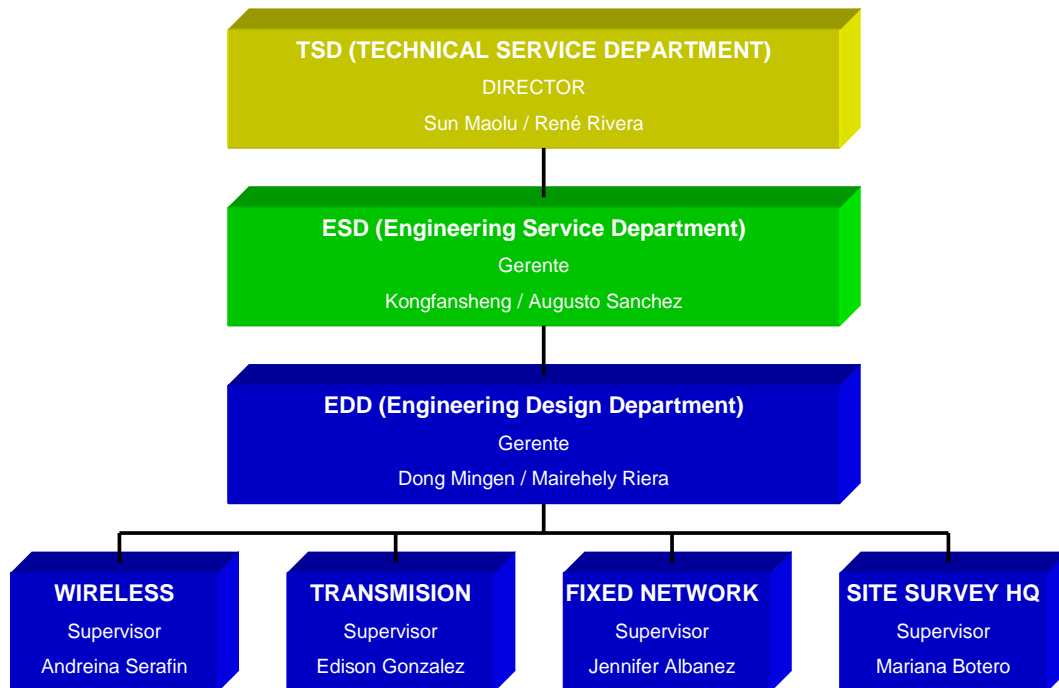 TSD (TECHNICAL SERVICE DEPARTMENT)
DIRECTOR
Sun Maolu / René Rivera
ESD (Engineering Service Department)
Gerente
Kongfansheng / Augusto Sanchez
EDD (Engineering Design Department)
Gerente
Dong Mingen / Mairehely Riera
WIRELESS
Supervisor
Andreina Serafin
TRANSMISION
Supervisor
Edison Gonzalez
FIXED NETWORK
Supervisor
Jennifer Albanez
SITE SURVEY HQ
Supervisor
Mariana Botero